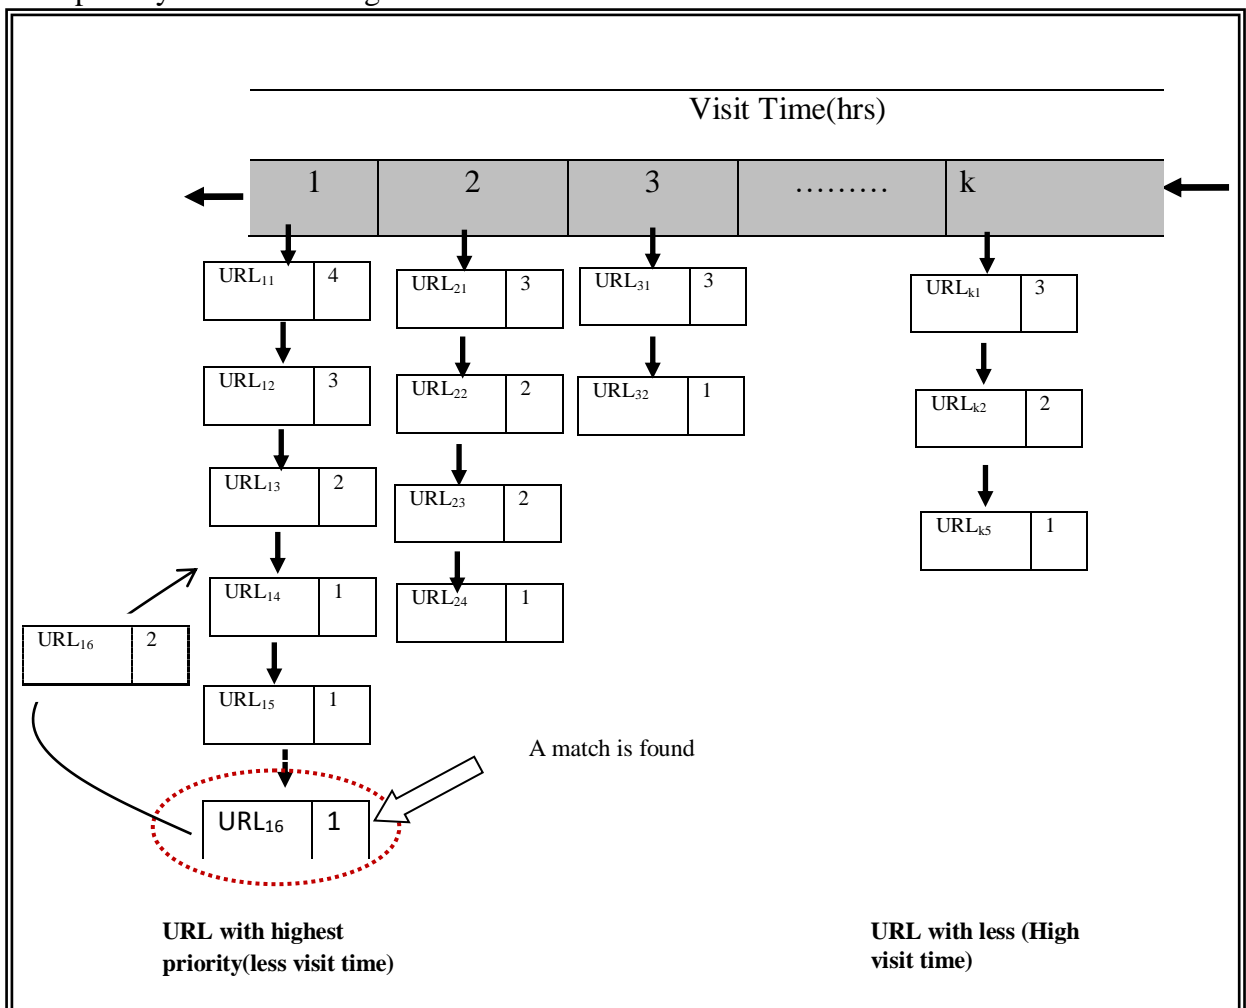 Visit Time(hrs)
1 2 3 ……… k
URL11 4
URL21 3
URL31 3
URLk1 3
URL12 3
URL22 2
URL32 1
URLk2 2
URL13 2
URL23 2
URLk5 1
URL14 1
URL24 1
URL16 2
URL15 1
A match is found
URL16 1
URL with highest
priority(less visit time)
URL with less (High
visit time)